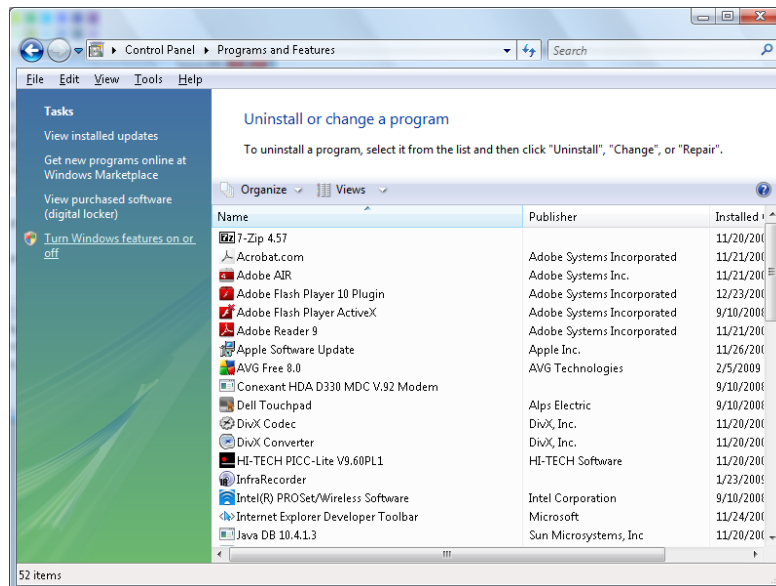 Control Panel Programs and Features Search
File Edit View Tools Help
Tasks
View installed updates
Get new programs online at
Windows Marketplace
View purchased software
(digital locker)
Turn Windows features on or
off
Uninstall or change a program
To uninstall a program, select it from the list and then click "Uninstall", "Change", or "Repair".
Organize Views
Name Publisher Installed
7-Zip 4.57 11/20/200
Acrobat.com Adobe Systems Incorporated 11/21/200
Adobe AIR Adobe Systems Inc. 11/21/200
Adobe Flash Player 10 Plugin Adobe Systems Incorporated 12/23/200
Adobe Flash Player ActiveX Adobe Systems Incorporated 9/10/2008
Adobe Reader 9 Adobe Systems Incorporated 11/21/200
Apple Software Update Apple Inc. 11/26/200
AVG Free 8.0 AVG Technologies 2/5/2009
Conexant HDA D330 MDC V.92 Modem 9/10/2008
Dell Touchpad Alps Electric 9/10/2008
DivX Codec DivX, Inc. 11/20/200
DivX Converter DivX, Inc. 11/20/200
HI-TECH PICC-Lite V9.60PL1 HI-TECH Software 11/20/200
InfraRecorder 1/23/2009
Intel(R) PROSet/Wireless Software Intel Corporation 9/10/2008
Internet Explorer Developer Toolbar Microsoft 11/24/200
Java DB 10.4.1.3 Sun Microsystems, Inc 11/20/200
52 items